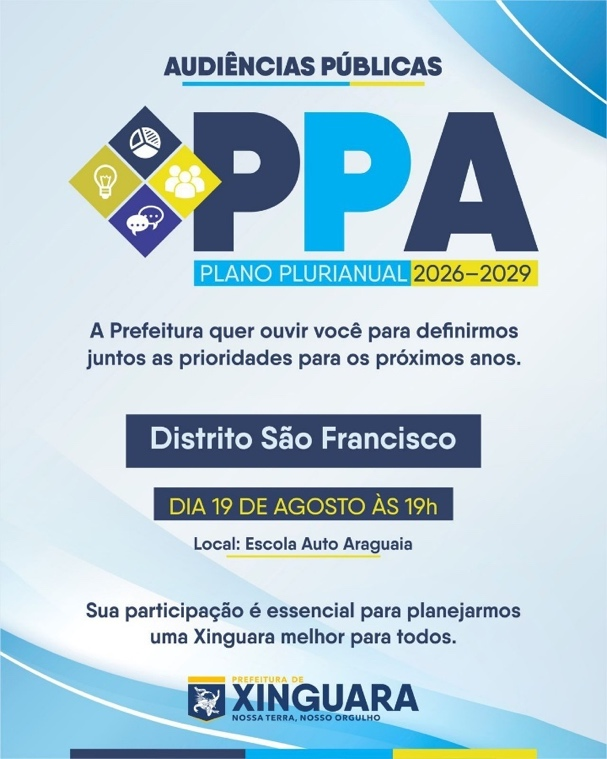 AUDIÊNCIAS PÚBLICAS
PPA
PLANO PLURIANUAL 2026–2029
A Prefeitura quer ouvir você para definirmos
juntos as prioridades para os próximos anos.
Distrito São Francisco
DIA 19 DE AGOSTO ÀS 19h
Local: Escola Auto Araguaia
Sua participação é essencial para planejarmos
uma Xinguara melhor para todos.
PREFEITURA DE
XINGUARA
NOSSA TERRA, NOSSO ORGULHO